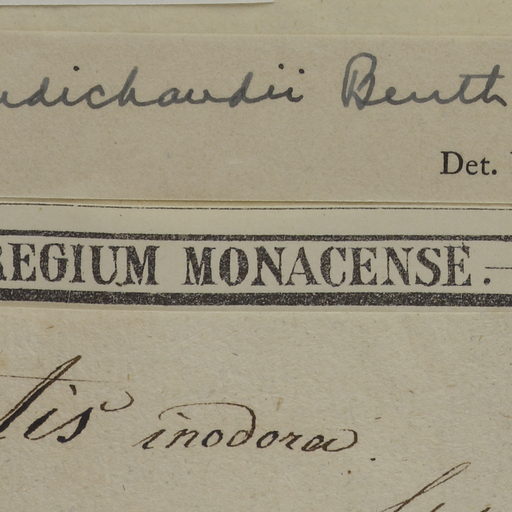 udichaudii Benth
Det.
REGIUM MONACENSE.
tis inodora.